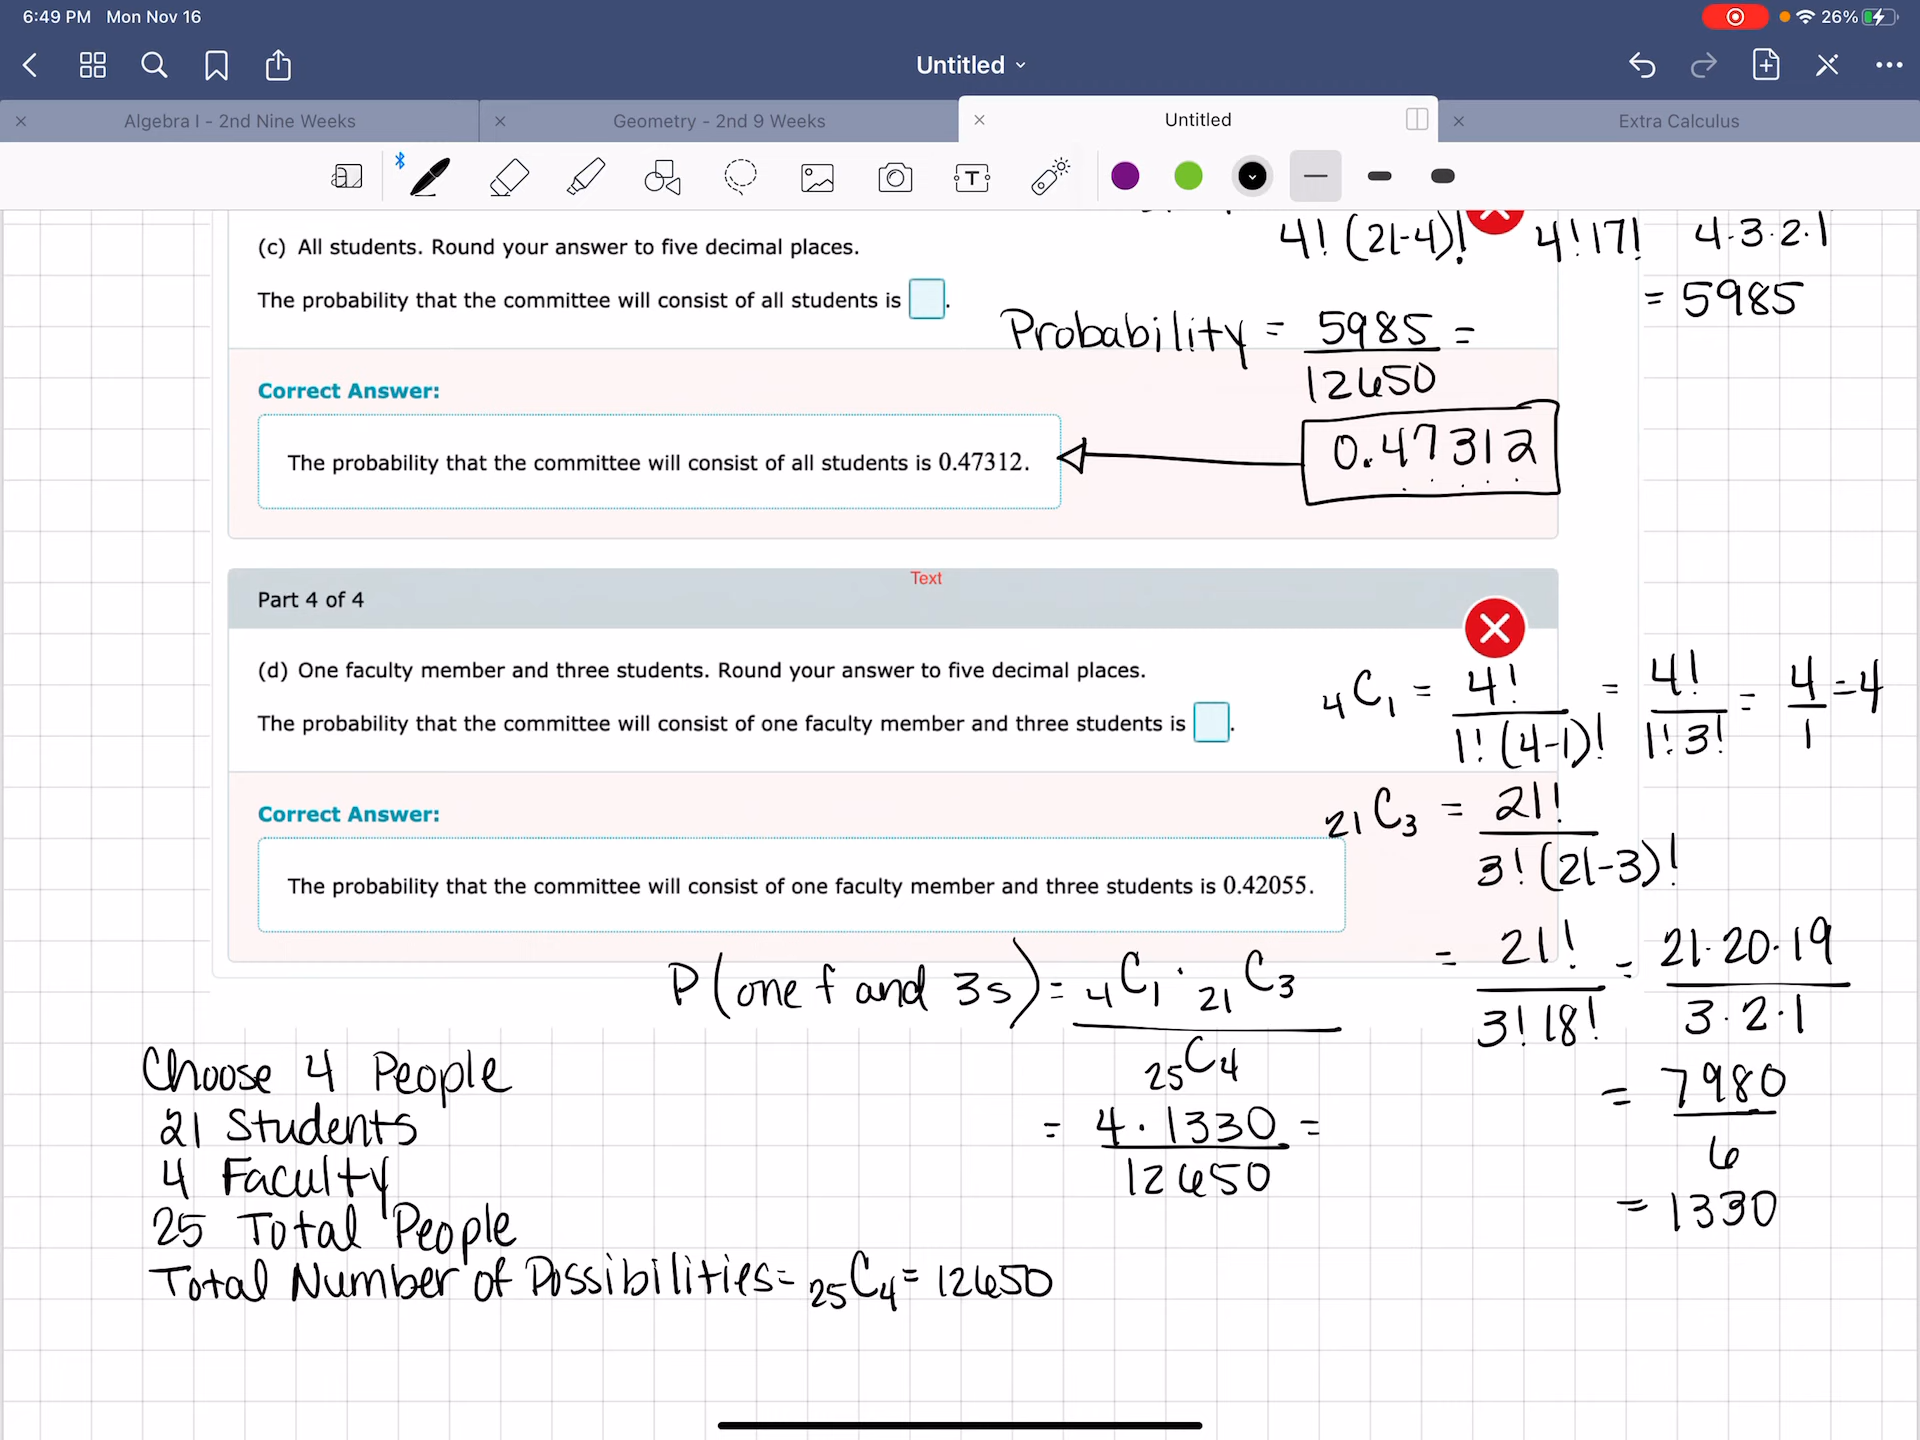 6:49 PM Mon Nov 16
26%
Untitled
Algebra I - 2nd Nine Weeks
Geometry - 2nd 9 Weeks
Untitled
Extra Calculus
T
4! (21-4)! 4! 17! 4·3·2·1
= 5985
(c) All students. Round your answer to five decimal places.
The probability that the committee will consist of all students is .
Probability = 5985 =
12650
Correct Answer:
The probability that the committee will consist of all students is 0.47312.
0.47312
Text
Part 4 of 4
(d) One faculty member and three students. Round your answer to five decimal places.
The probability that the committee will consist of one faculty member and three students is .
4C1 = 4! = 4! = 4 = 4
1! (4-1)! 1! 3! 1
Correct Answer:
The probability that the committee will consist of one faculty member and three students is 0.42055.
21C3 = 21!
3! (21-3)!
= 21! = 21·20·19
3! 18! 3·2·1
= 7980
6
= 1330
P(one f and 3s) = 4C1 · 21C3
25C4
= 4 · 1330 =
12650
Choose 4 People
21 Students
4 Faculty
25 Total People
Total Number of Possibilities = 25C4 = 12650